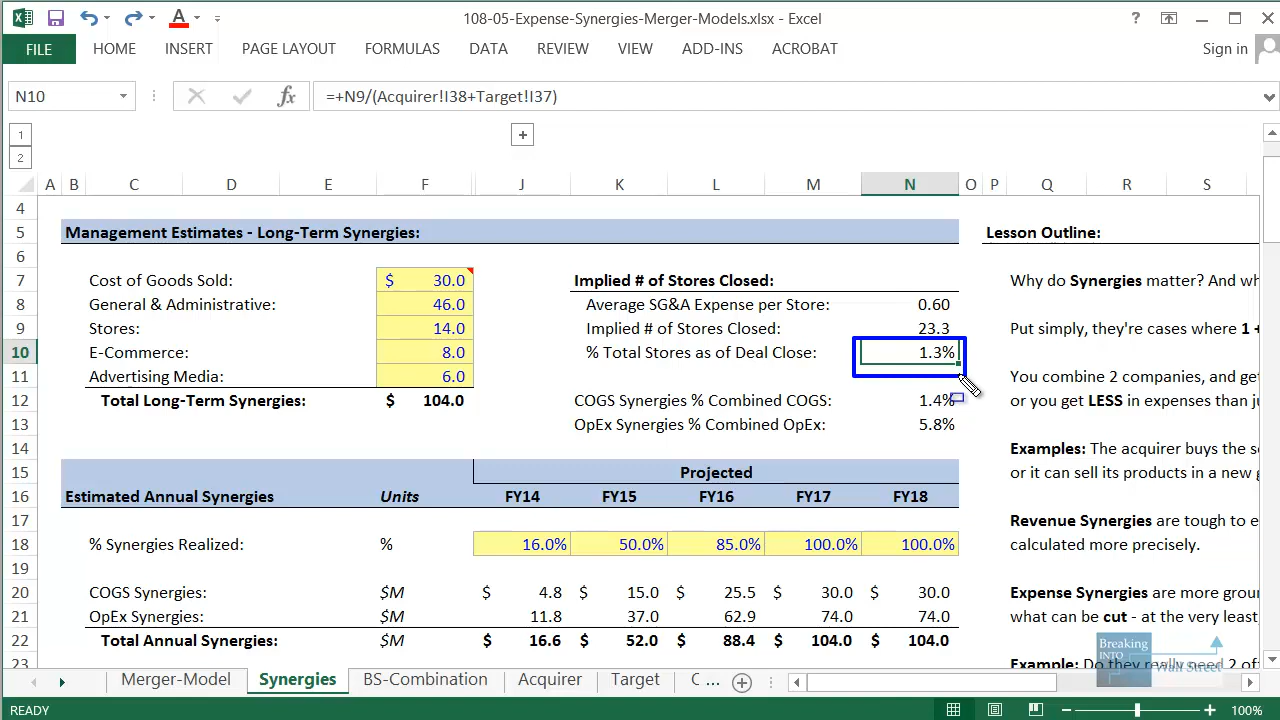 108-05-Expense-Synergies-Merger-Models.xlsx - Excel
FILE HOME INSERT PAGE LAYOUT FORMULAS DATA REVIEW VIEW ADD-INS ACROBAT Sign in
N10 =+N9/(Acquirer!I38+Target!I37)
1
2
A B C D E F J K L M N O P Q R S
4
5 Management Estimates - Long-Term Synergies: Lesson Outline:
6
7 Cost of Goods Sold: $ 30.0 Implied # of Stores Closed: Why do Synergies matter? And wh
8 General & Administrative: 46.0 Average SG&A Expense per Store: 0.60
9 Stores: 14.0 Implied # of Stores Closed: 23.3 Put simply, they're cases where 1 +
10 E-Commerce: 8.0 % Total Stores as of Deal Close: 1.3%
11 Advertising Media: 6.0 You combine 2 companies, and get
12 Total Long-Term Synergies: $ 104.0 COGS Synergies % Combined COGS: 1.4% or you get LESS in expenses than ju
13 OpEx Synergies % Combined OpEx: 5.8%
14 Examples: The acquirer buys the se
15 Projected or it can sell its products in a new g
16 Estimated Annual Synergies Units FY14 FY15 FY16 FY17 FY18
17 Revenue Synergies are tough to e
18 % Synergies Realized: % 16.0% 50.0% 85.0% 100.0% 100.0% calculated more precisely.
19
20 COGS Synergies: $M $ 4.8 $ 15.0 $ 25.5 $ 30.0 $ 30.0 Expense Synergies are more groun
21 OpEx Synergies: $M 11.8 37.0 62.9 74.0 74.0 what can be cut - at the very least,
22 Total Annual Synergies: $M $ 16.6 $ 52.0 $ 88.4 $ 104.0 $ 104.0
23 Example: Do they really need 2 of
Breaking
INTO
Wall Street
Merger-Model Synergies BS-Combination Acquirer Target C ...
READY 100%